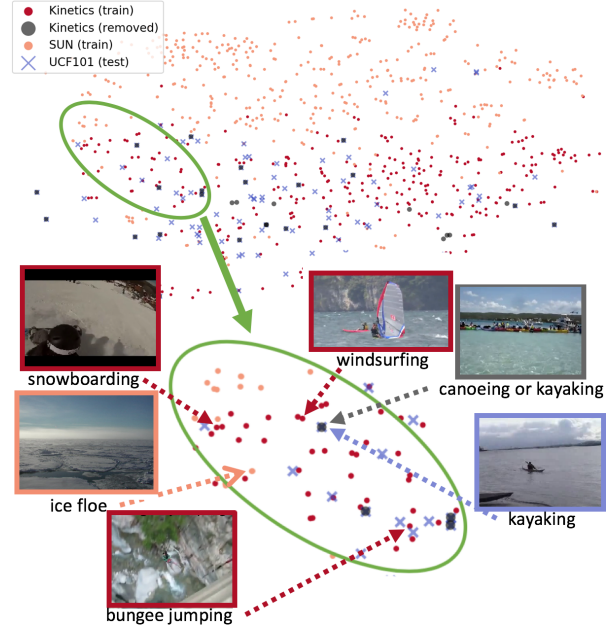 Kinetics (train)
Kinetics (removed)
SUN (train)
UCF101 (test)
windsurfing
snowboarding
canoeing or kayaking
ice floe
kayaking
bungee jumping